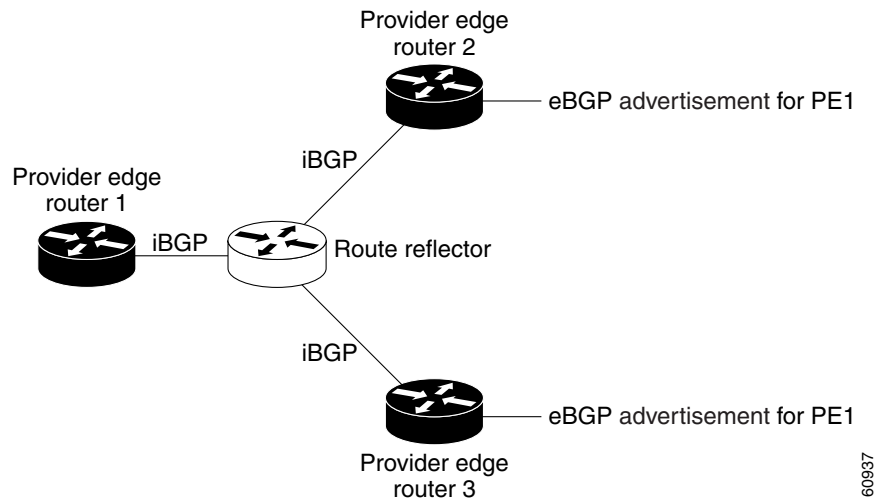 Provider edge
router 2
eBGP advertisement for PE1
iBGP
Provider edge
router 1
iBGP
Route reflector
iBGP
eBGP advertisement for PE1
Provider edge
router 3
60937